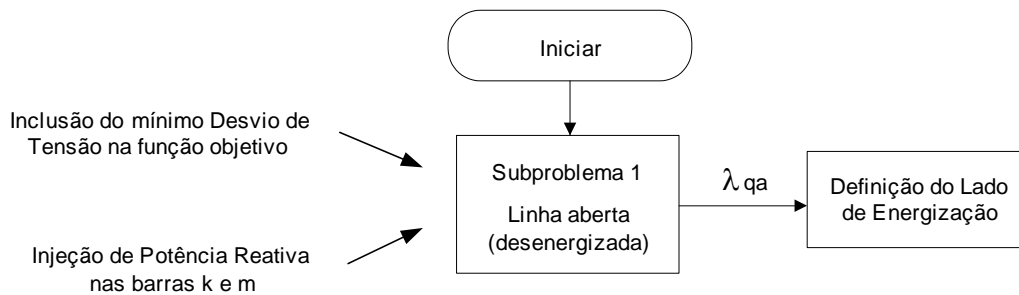 Iniciar
Inclusão do mínimo Desvio de
Tensão na função objetivo
Injeção de Potência Reativa
nas barras k e m
Subproblema 1
Linha aberta
(desenergizada)
λ qa
Definição do Lado
de Energização